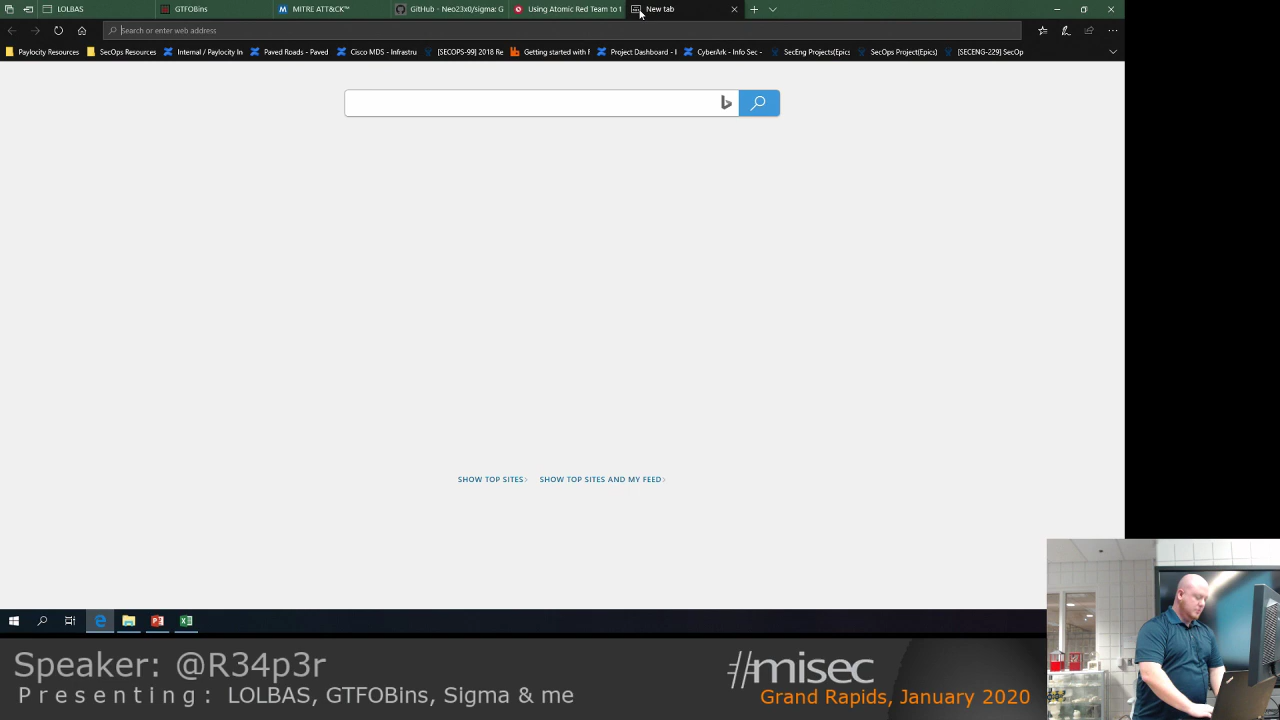 LOLBAS
GTFOBins
MITRE ATT&CK™
GitHub - Neo23x0/sigma: G
Using Atomic Red Team to t
New tab
Search or enter web address
Paylocity Resources
SecOps Resources
Internal / Paylocity In
Paved Roads - Paved
Cisco MDS - Infrastru
[SECOPS-99] 2018 Re
Getting started with f
Project Dashboard - I
CyberArk - Info Sec -
SecEng Projects(Epics
SecOps Project(Epics)
[SECENG-229] SecOp
SHOW TOP SITES
SHOW TOP SITES AND MY FEED
Speaker: @R34p3r
Presenting: LOLBAS, GTFOBins, Sigma & me
#misec
Grand Rapids, January 2020